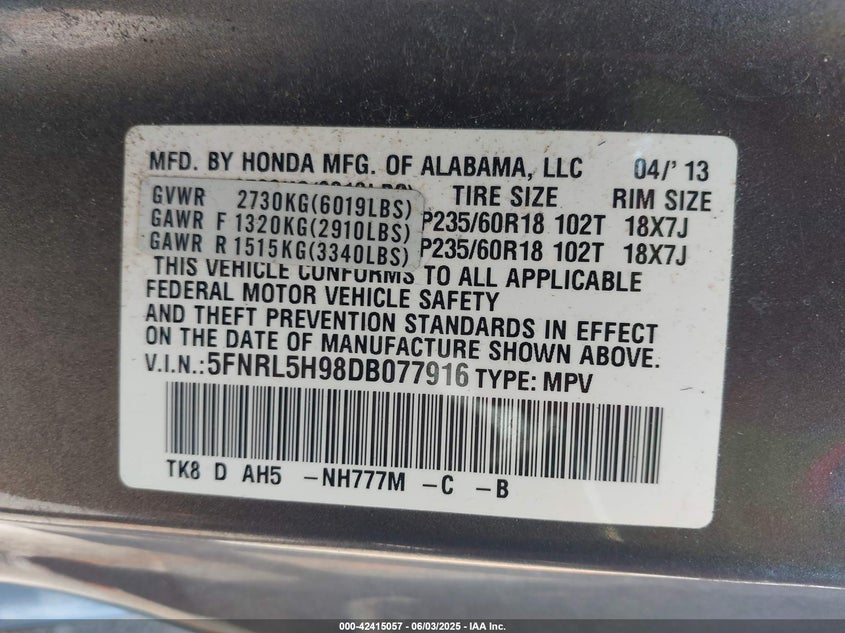 MFD. BY HONDA MFG. OF ALABAMA, LLC 04/' 13
TIRE SIZE RIM SIZE
GVWR 2730KG(6019LBS)
GAWR F 1320KG(2910LBS) P235/60R18 102T 18X7J
GAWR R 1515KG(3340LBS) P235/60R18 102T 18X7J
THIS VEHICLE CONFORMS TO ALL APPLICABLE
FEDERAL MOTOR VEHICLE SAFETY
AND THEFT PREVENTION STANDARDS IN EFFECT
ON THE DATE OF MANUFACTURE SHOWN ABOVE.
V.I.N.:5FNRL5H98DB077916 TYPE: MPV
TK8 D AH5 -NH777M -C -B
000-42415057 - 06/03/2025 - IAA Inc.